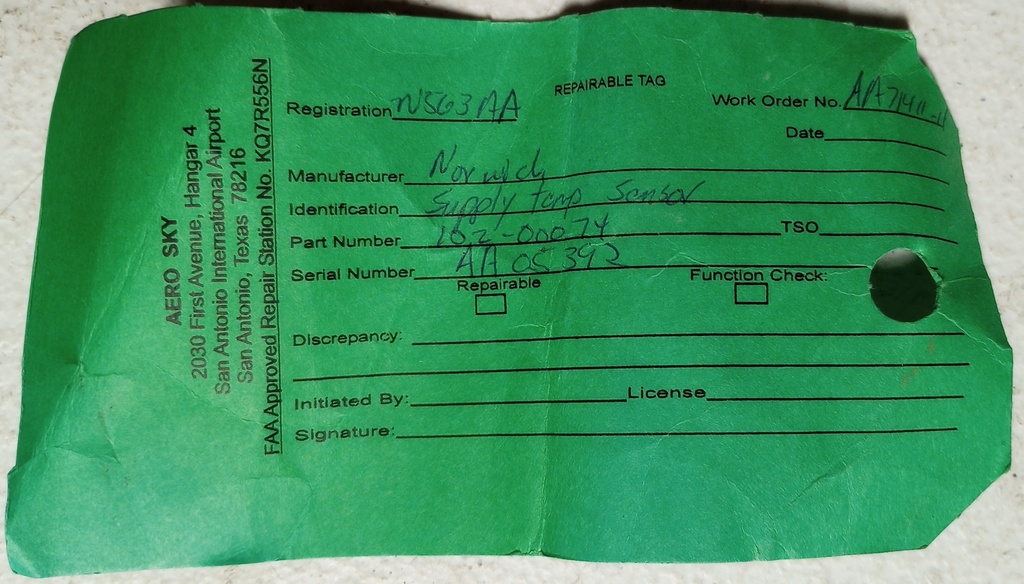 AERO SKY
2030 First Avenue, Hangar 4
San Antonio International Airport
San Antonio, Texas 78216
FAA Approved Repair Station No. KQ7R556N
REPAIRABLE TAG
Registration N563AA Work Order No.
Date
Manufacturer Norwich
Identification Supply Temp Sensor
Part Number 102-00074 TSO
Serial Number AA05392
Repairable Function Check:
Discrepancy:
Initiated By: License
Signature: